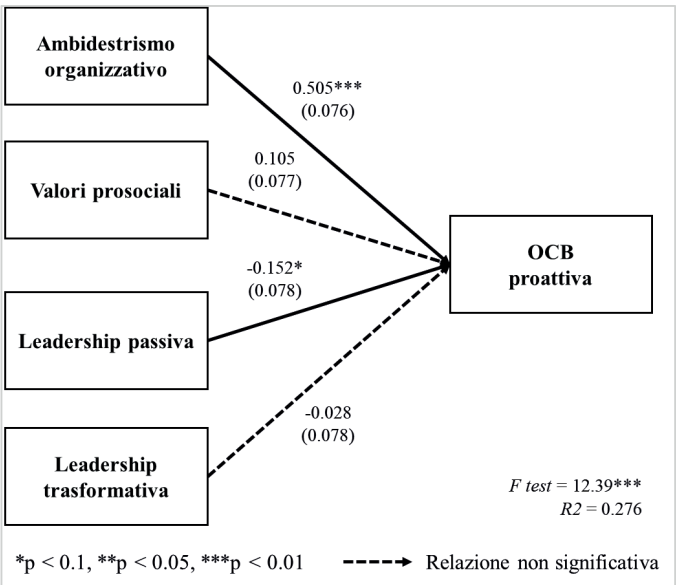 Ambidestrismo
organizzativo
0.505***
(0.076)
Valori prosociali
0.105
(0.077)
OCB
proattiva
Leadership passiva
-0.152*
(0.078)
Leadership
trasformativa
-0.028
(0.078)
F test = 12.39***
R2 = 0.276
*p < 0.1, **p < 0.05, ***p < 0.01
Relazione non significativa